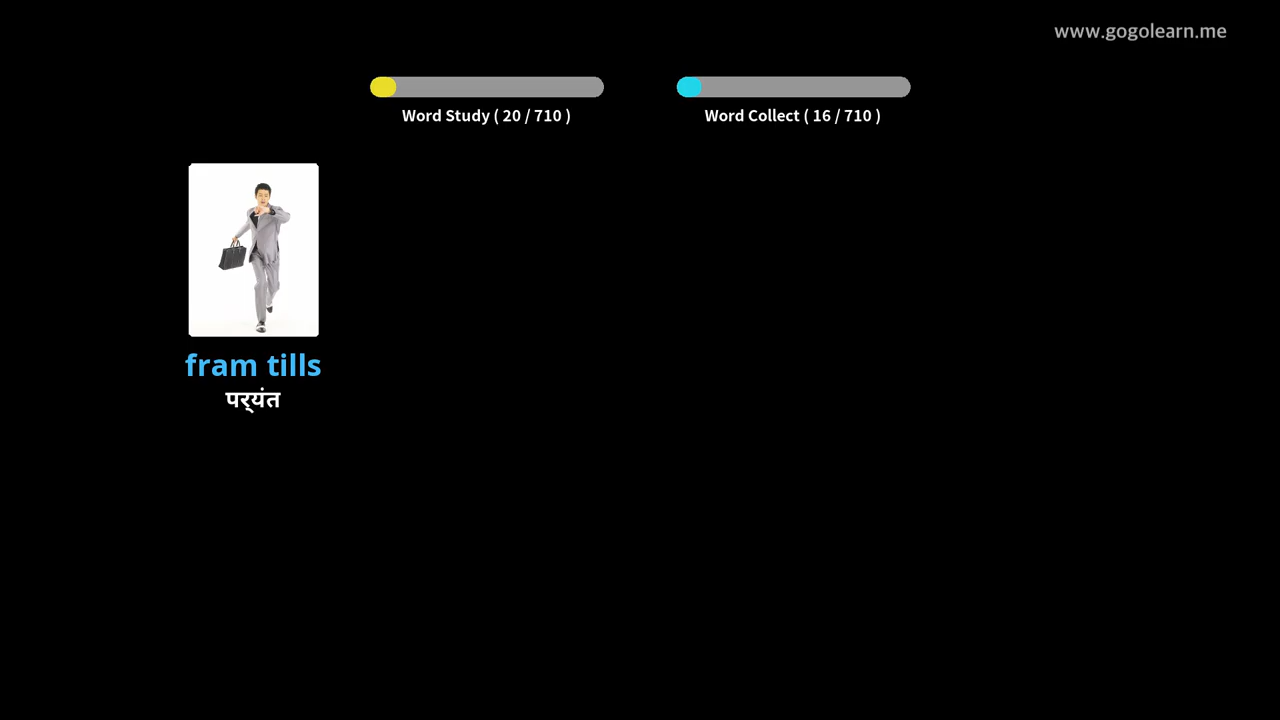 www.gogolearn.me
Word Study ( 20 / 710 )
Word Collect ( 16 / 710 )
fram tills
पर्‍यंत